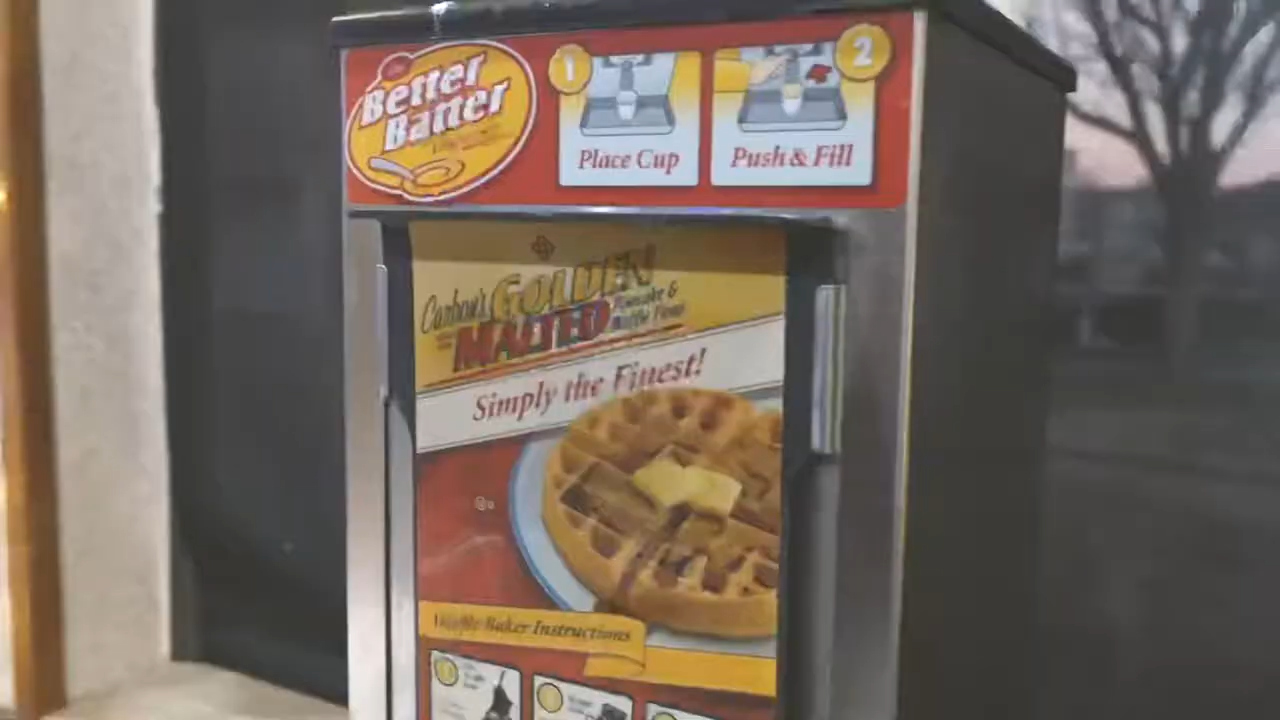 Better
Batter
1
2
Place Cup
Push & Fill
Carbon's
GOLDEN
MALTED
Pancake &
Waffle Flour
Simply the Finest!
Waffle Baker Instructions